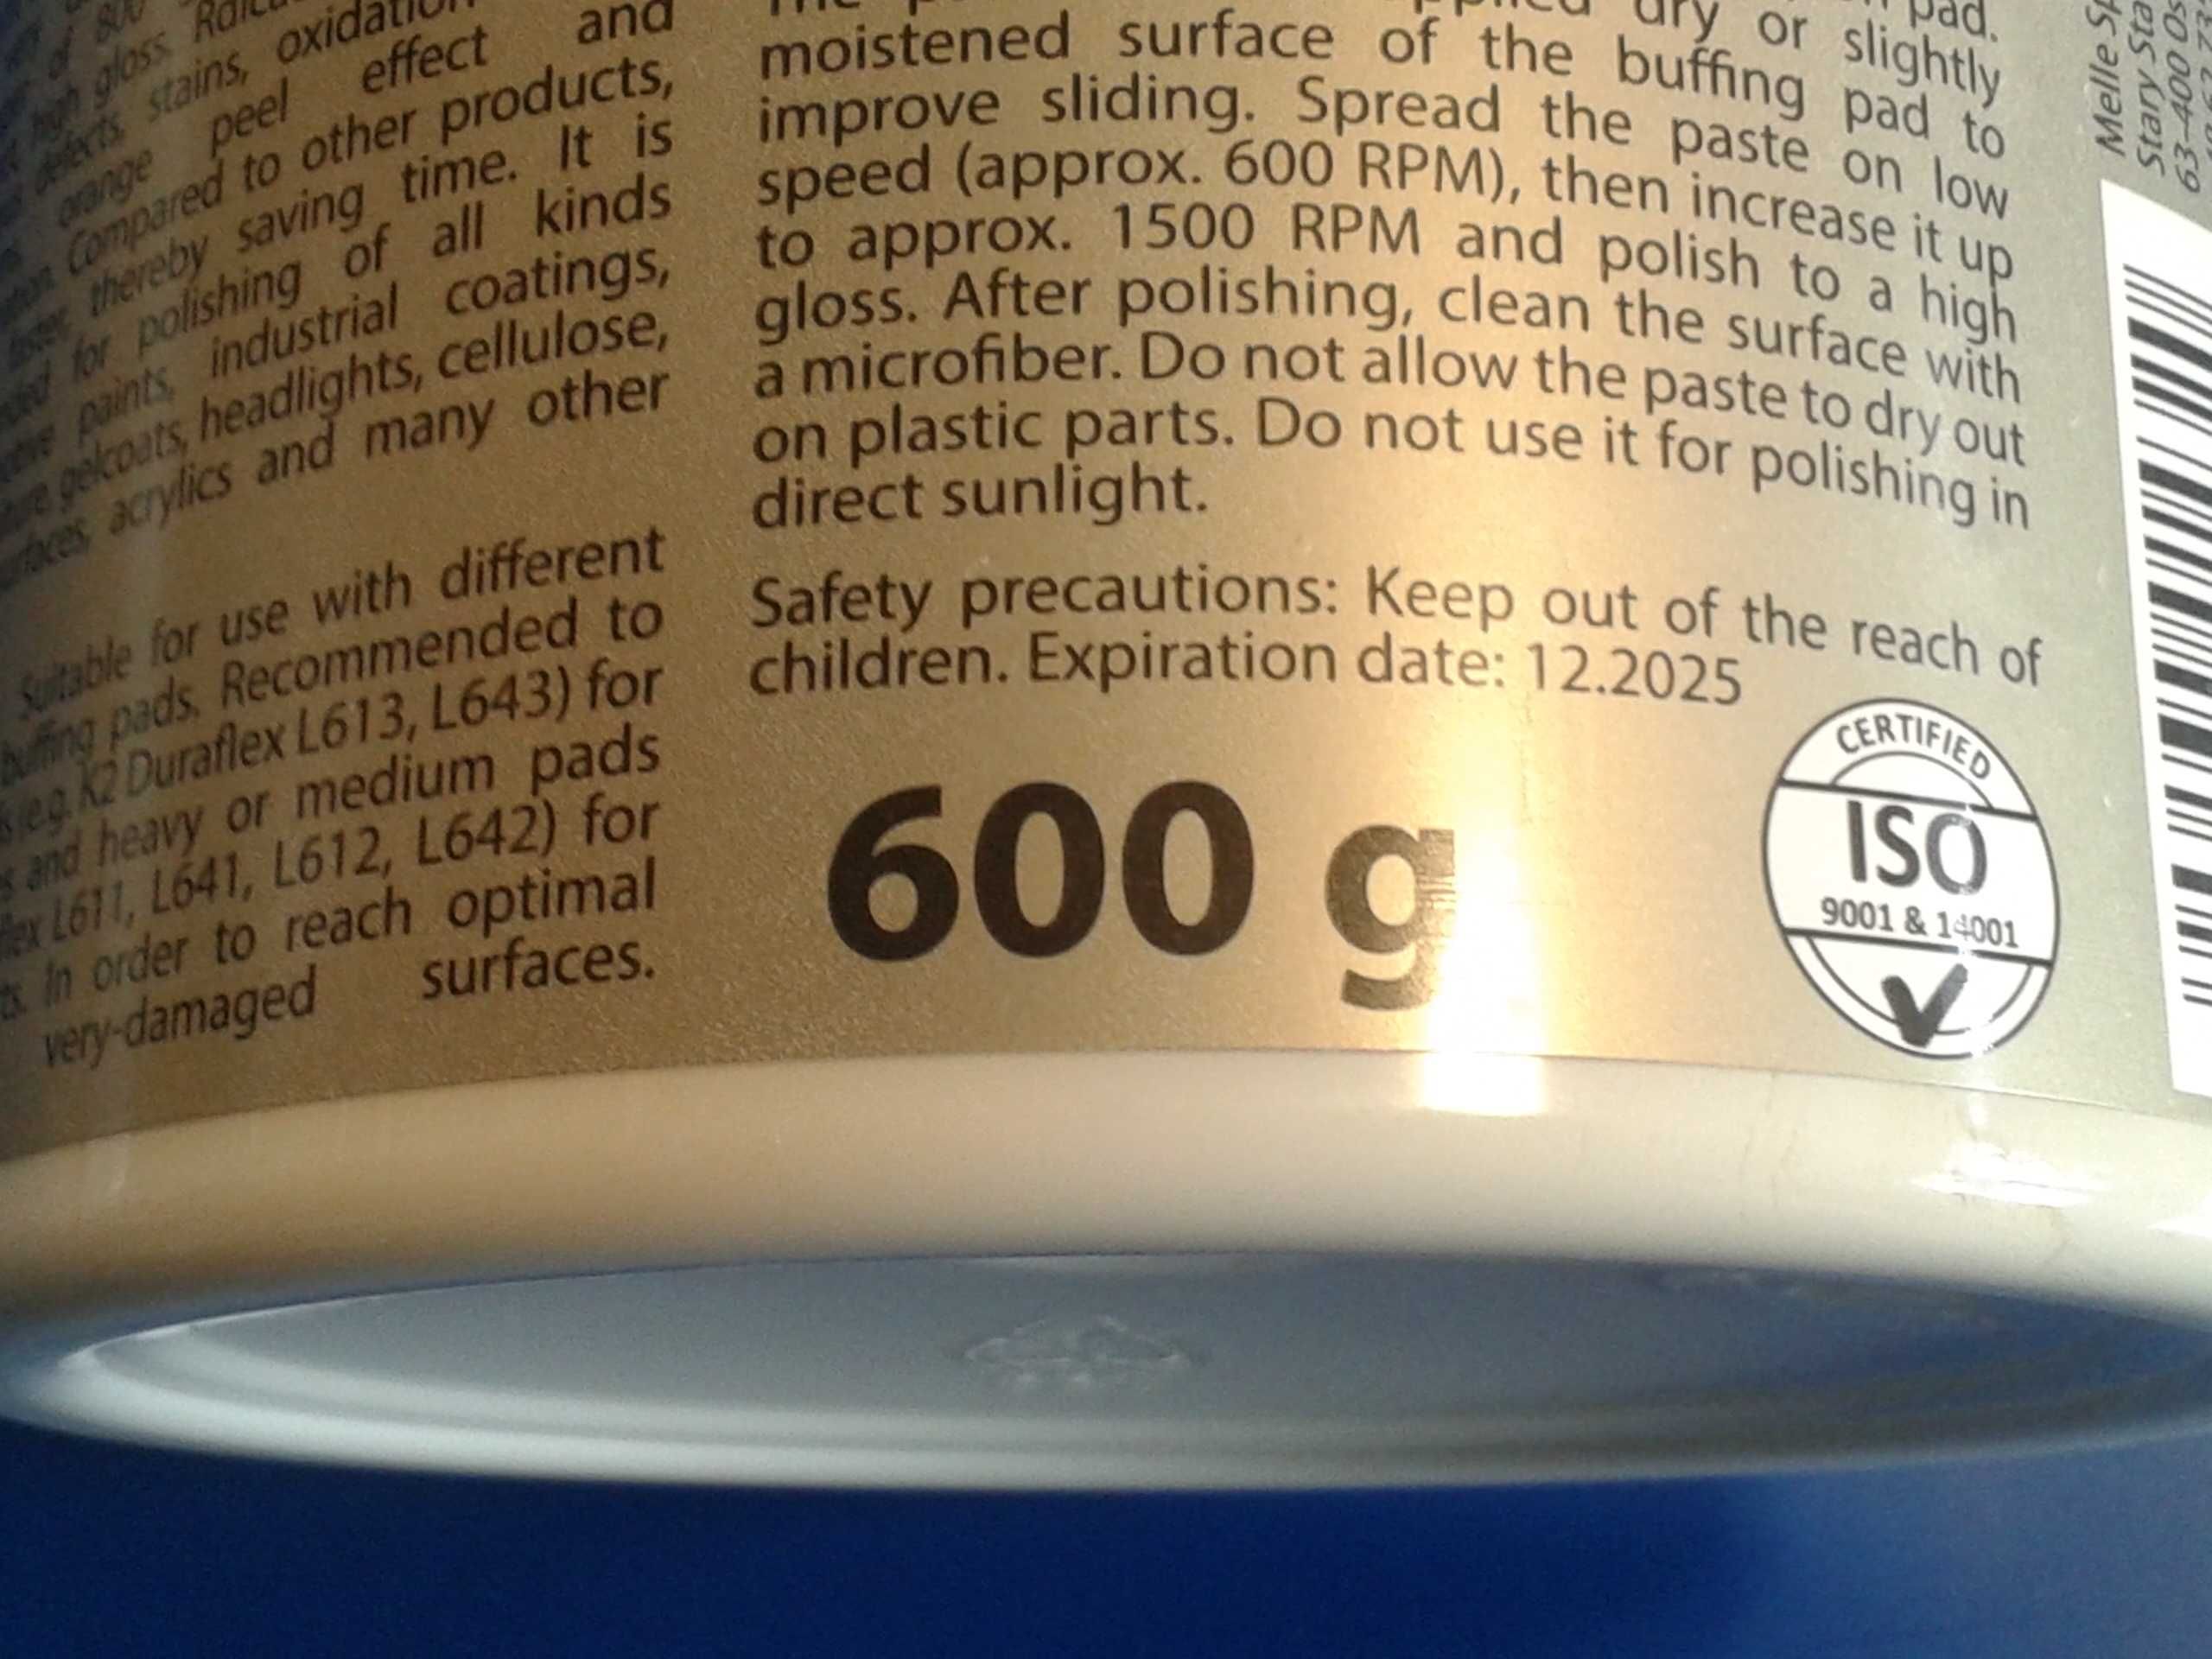 of 800
high gloss.
defects, stains, oxidation
orange peel effect and
Compared to other products,
thereby saving time. It is
for polishing of all kinds
paints, industrial coatings,
gelcoats, headlights, cellulose,
acrylics and many other
Suitable for use with different
buffing pads. Recommended to
(e.g. K2 Duraflex L613, L643) for
and heavy or medium pads
L611, L641, L612, L642) for
In order to reach optimal
very-damaged surfaces.
pad.
dry or slightly
moistened surface of the buffing pad to
improve sliding. Spread the paste on low
speed (approx. 600 RPM), then increase it up
to approx. 1500 RPM and polish to a high
gloss. After polishing, clean the surface with
a microfiber. Do not allow the paste to dry out
on plastic parts. Do not use it for polishing in
direct sunlight.
Safety precautions: Keep out of the reach of
children. Expiration date: 12.2025
600 g
CERTIFIED
ISO
9001 & 14001
Melle
Stary
63-400